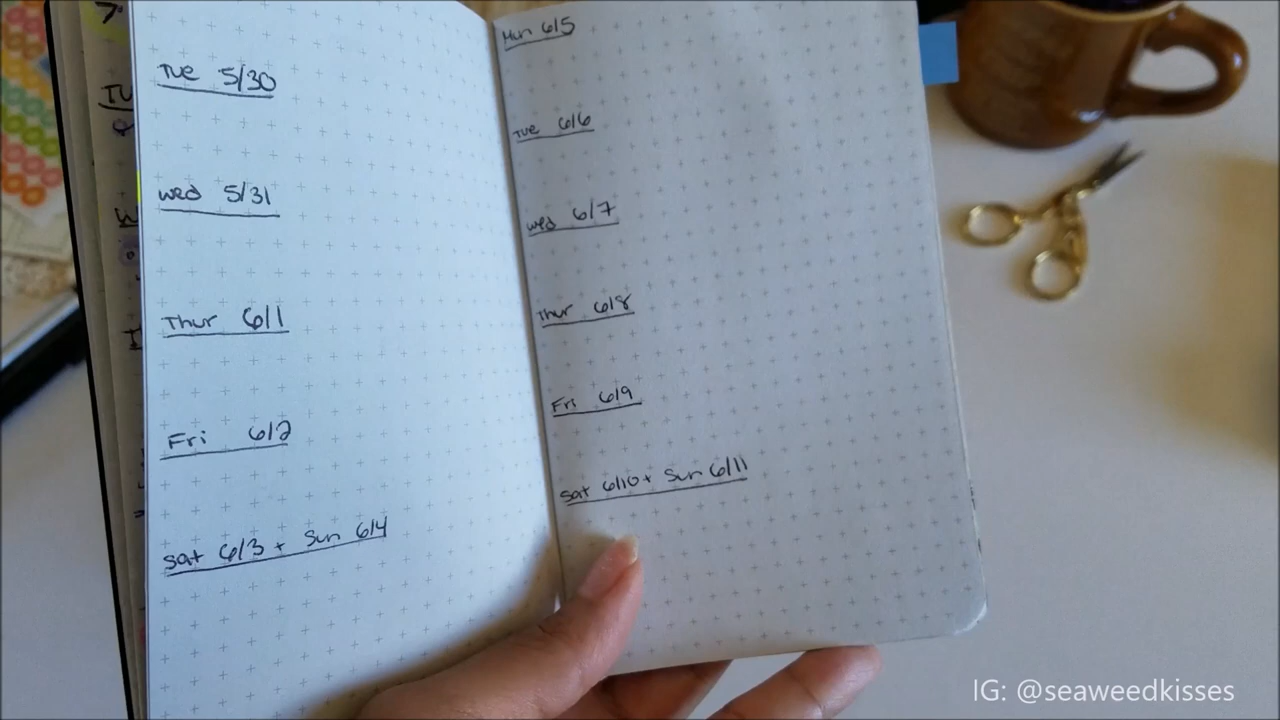 Tue 5/30
Wed 5/31
Thur 6/1
Fri 6/2
Sat 6/3 + Sun 6/4
Mon 6/5
Tue 6/6
Wed 6/7
Thur 6/8
Fri 6/9
Sat 6/10 + Sun 6/11
IG: @seaweedkisses